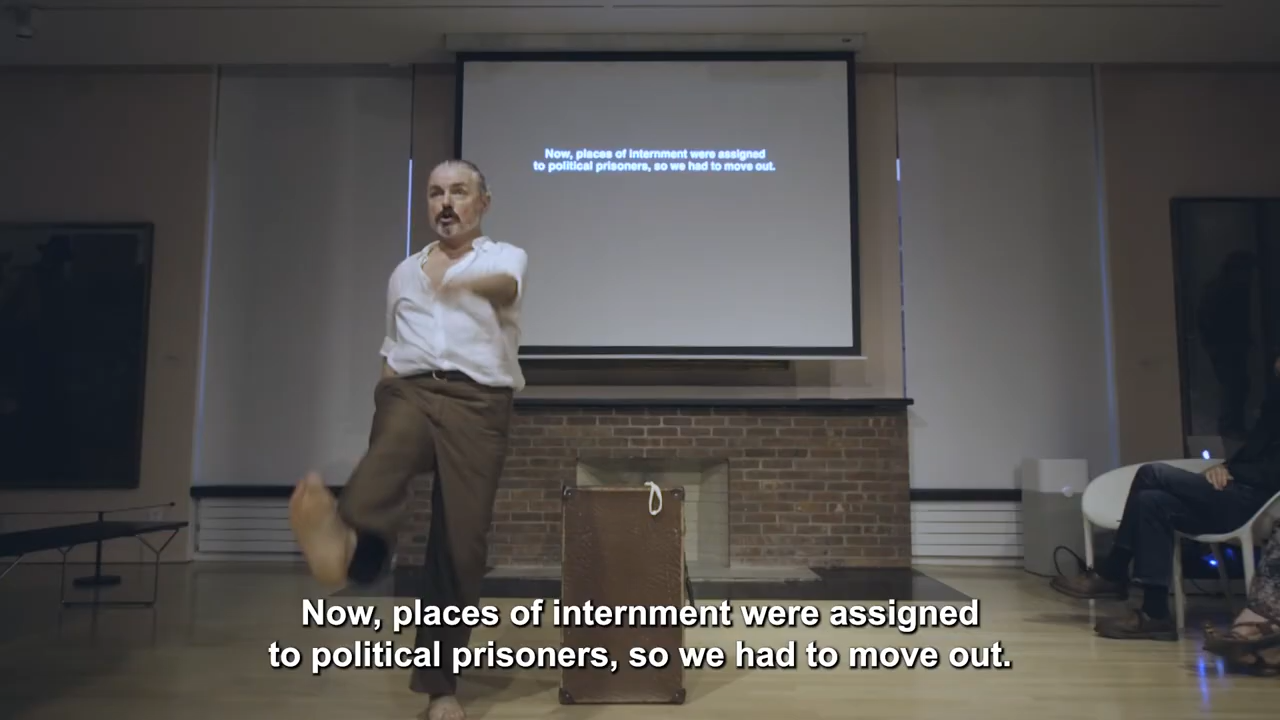 Now, places of internment were assigned
to political prisoners, so we had to move out.
Now, places of internment were assigned
to political prisoners, so we had to move out.